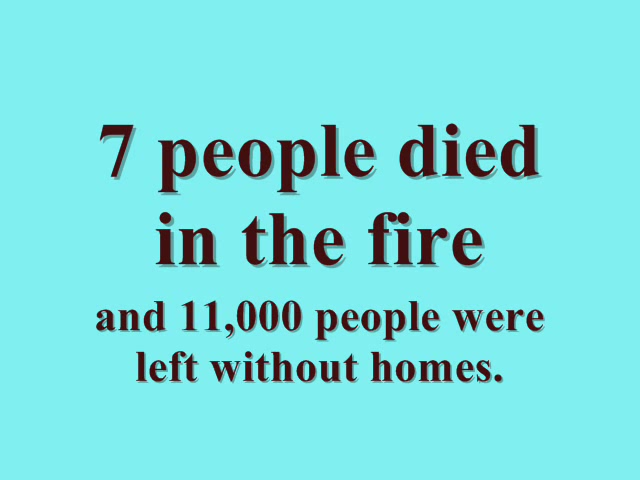 7 people died
in the fire
and 11,000 people were
left without homes.